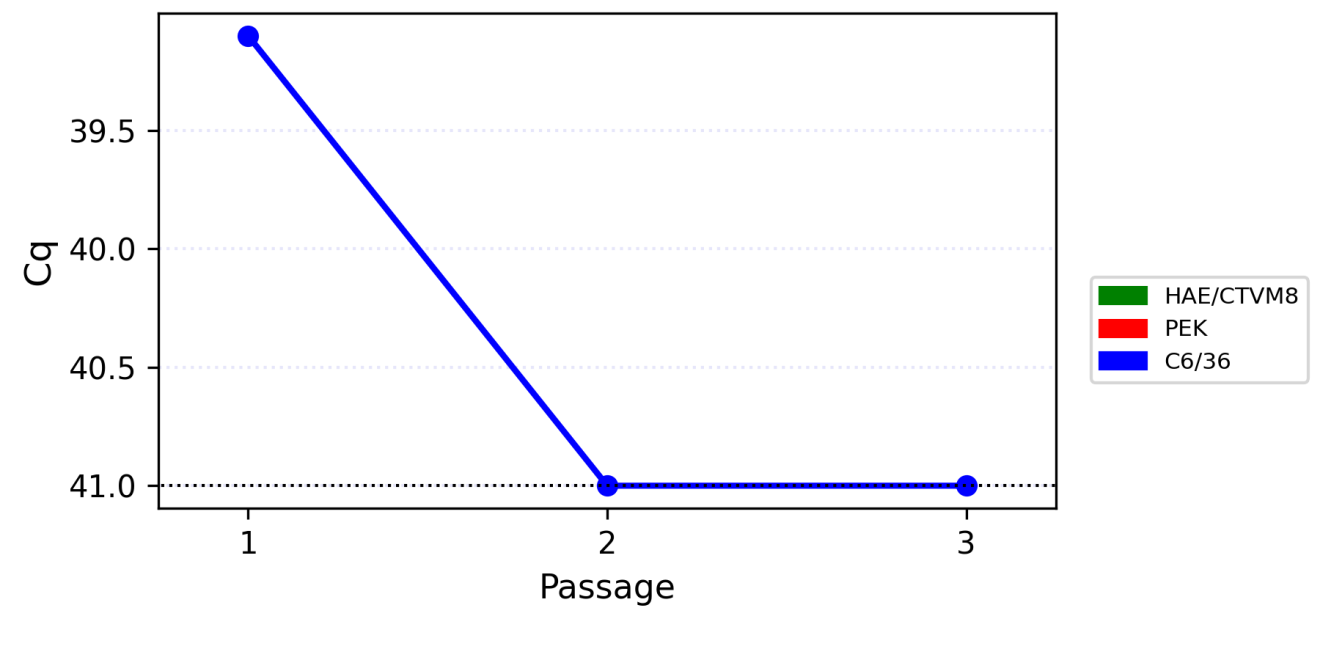 39.5
40.0
40.5
41.0
Cq
1 2 3
Passage
HAE/CTVM8
PEK
C6/36